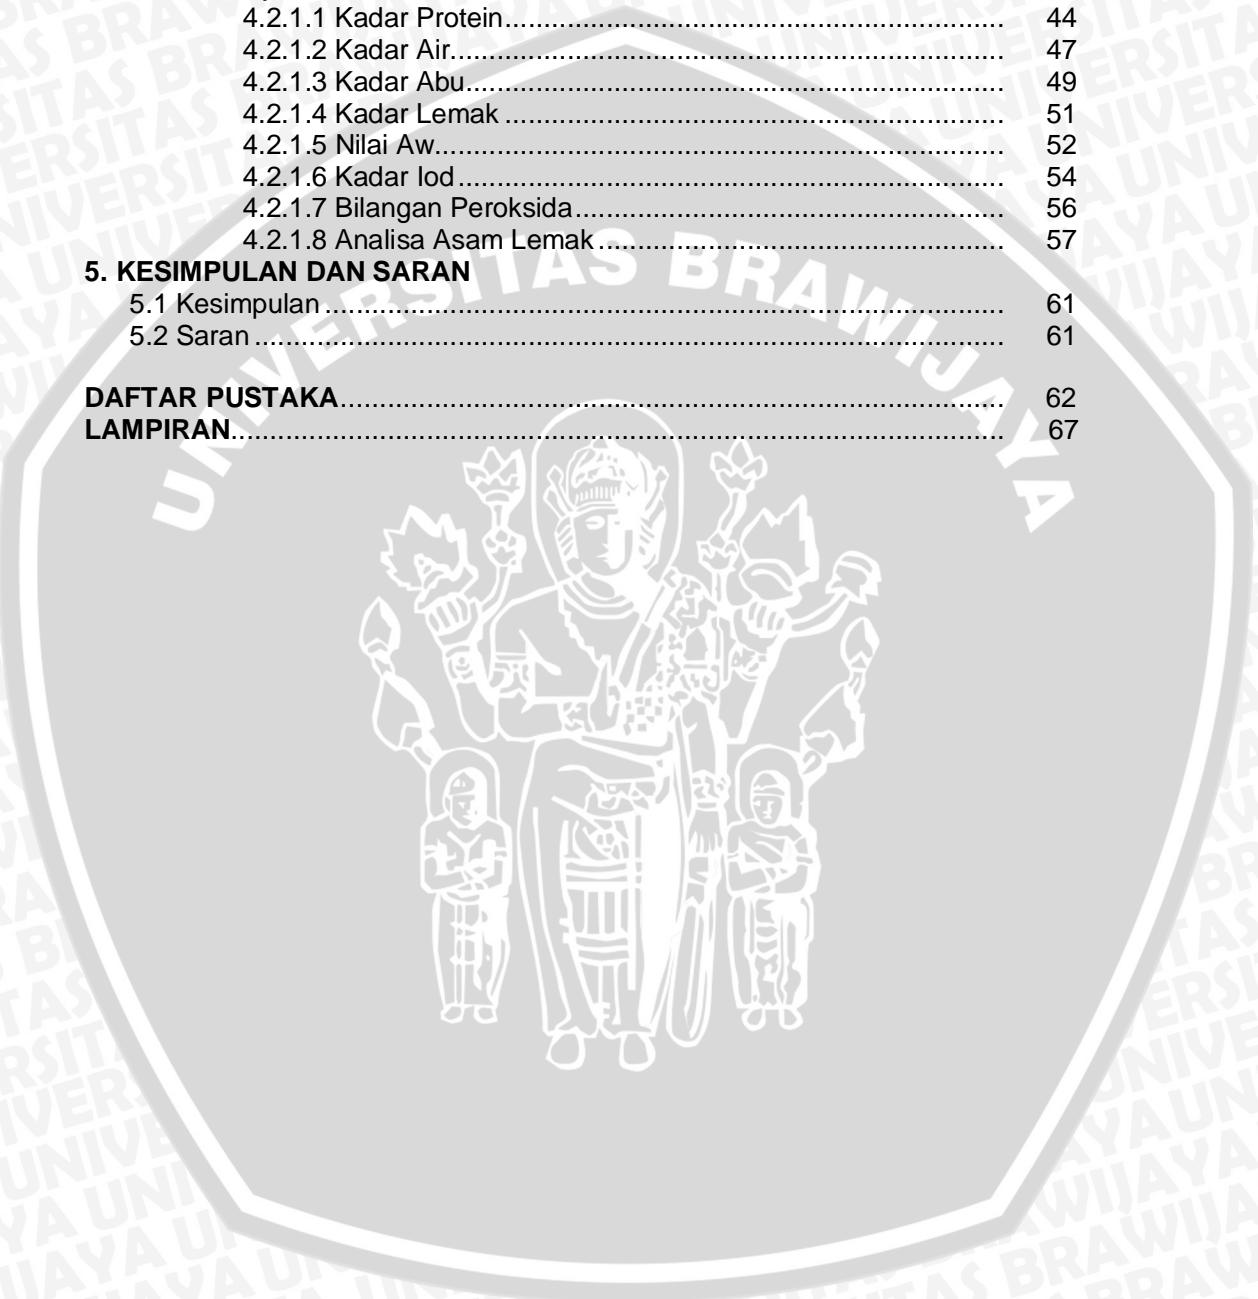 4.2.1.1 Kadar Protein.................................................................. 44
4.2.1.2 Kadar Air......................................................................... 47
4.2.1.3 Kadar Abu....................................................................... 49
4.2.1.4 Kadar Lemak .................................................................. 51
4.2.1.5 Nilai Aw........................................................................... 52
4.2.1.6 Kadar Iod ........................................................................ 54
4.2.1.7 Bilangan Peroksida......................................................... 56
4.2.1.8 Analisa Asam Lemak ...................................................... 57
5. KESIMPULAN DAN SARAN
5.1 Kesimpulan ......................................................................................... 61
5.2 Saran .................................................................................................. 61
DAFTAR PUSTAKA....................................................................................... 62
LAMPIRAN..................................................................................................... 67
UNIVERSITAS BRAWIJAYA